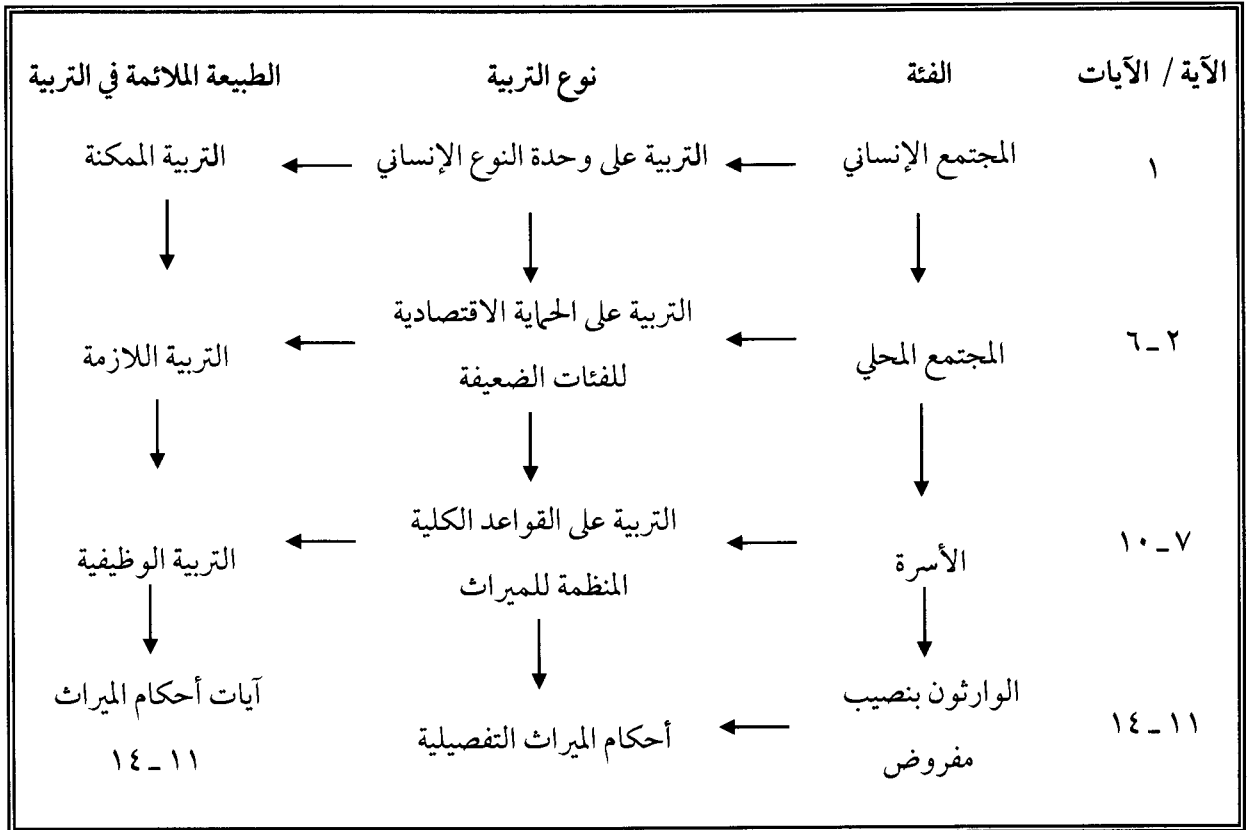 الآية / الآيات الفئة نوع التربية الطبيعة الملائمة في التربية
١ المجتمع الإنساني التربية على وحدة النوع الإنساني التربية الممكنة
٢ ـ ٦ المجتمع المحلي التربية على الحماية الاقتصادية
للفئات الضعيفة التربية اللازمة
٧ ـ ١٠ الأسرة التربية على القواعد الكلية
المنظمة للميراث التربية الوظيفية
١١ ـ ١٤ الوارثون بنصيب
مفروض أحكام الميراث التفصيلية آيات أحكام الميراث
١١ ـ ١٤